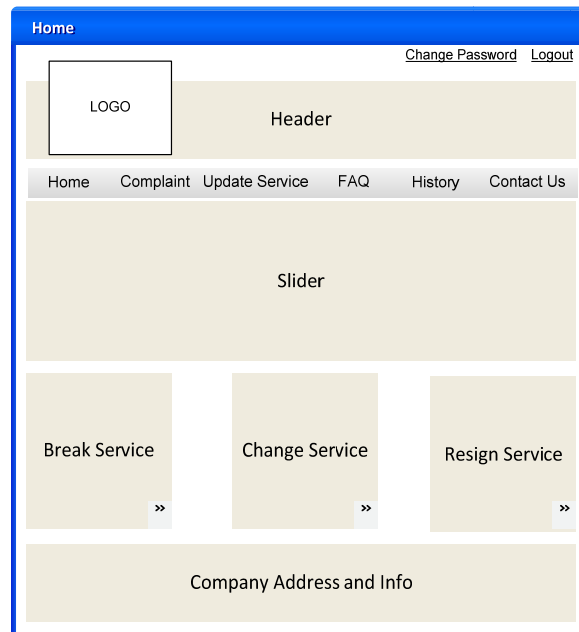 Home
Change Password Logout
LOGO
Header
Home Complaint Update Service FAQ History Contact Us
Slider
Break Service Change Service Resign Service
» » »
Company Address and Info